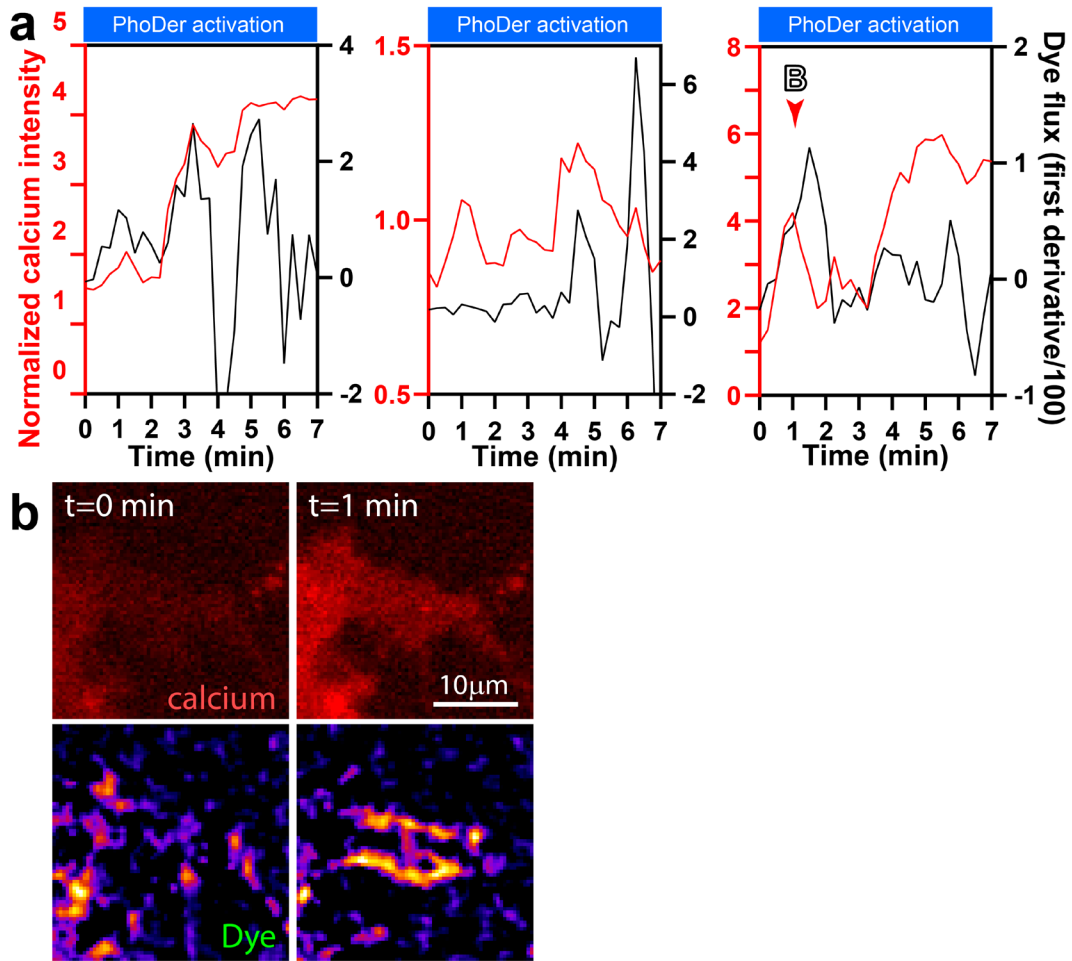 a
PhoDer activation
PhoDer activation
PhoDer activation
Normalized calcium intensity
5
4
3
2
1
0
4
2
0
-2
0 1 2 3 4 5 6 7
Time (min)
1.5
1.0
0.5
6
4
2
0
-2
0 1 2 3 4 5 6 7
Time (min)
8
6
4
2
0
B
2
1
0
-1
0 1 2 3 4 5 6 7
Time (min)
Dye flux (first derivative/100)
b
t=0 min
t=1 min
calcium
10μm
Dye